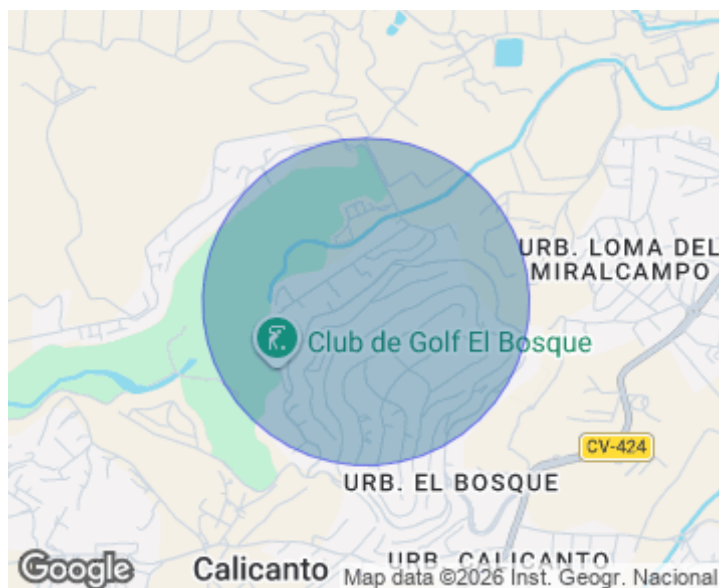 URB. LOMA DEL
MIRALCAMPO
Club de Golf El Bosque
CV-424
URB. EL BOSQUE
Calicanto
URB. CALICANTO
Google
Map data ©2026 Inst. Geogr. Nacional